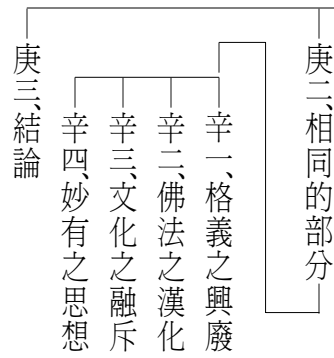 庚二、相同的部分
辛一、格義之興廢
辛二、佛法之漢化
辛三、文化之融斥
辛四、妙有之思想
庚三、結論